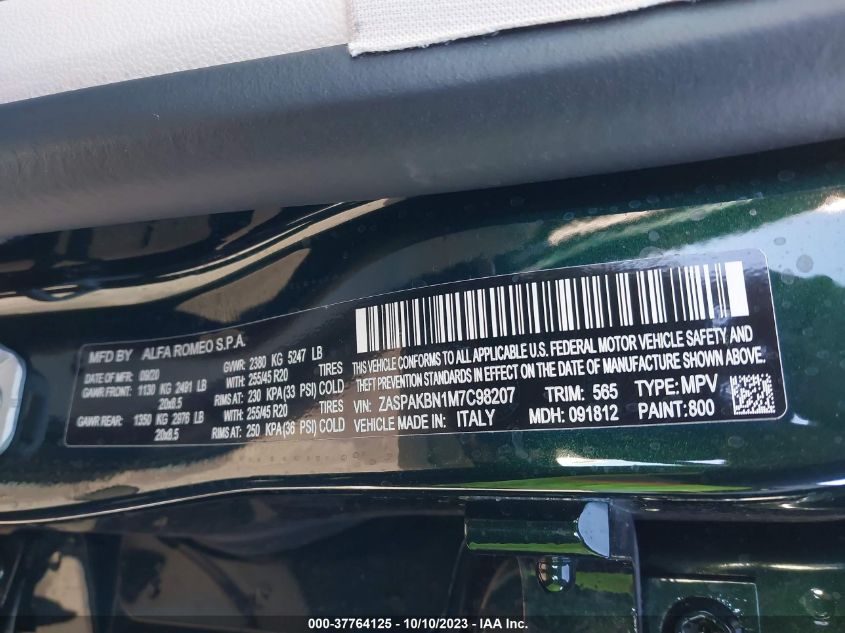 MFD BY ALFA ROMEO S.P.A.
DATE OF MFR 09/20 GVWR: 2380 KG 5247 LB
GAWR FRONT: 1130 KG 2491 LB WITH: 255/45 R20 TIRES
20x8.5 RIMS AT: 230 KPA (33 PSI) COLD
GAWR REAR: 1350 KG 2976 LB WITH: 255/45 R20 TIRES
20x8.5 RIMS AT: 250 KPA (36 PSI) COLD
THIS VEHICLE CONFORMS TO ALL APPLICABLE U.S. FEDERAL MOTOR VEHICLE SAFETY AND
THEFT PREVENTION STANDARDS IN EFFECT ON THE DATE OF MANUFACTURE SHOWN ABOVE.
VIN: ZASPAKBN1M7C98207 TRIM: 565 TYPE: MPV
VEHICLE MADE IN: ITALY MDH: 091812 PAINT: 800
000-37764125 - 10/10/2023 - IAA Inc.